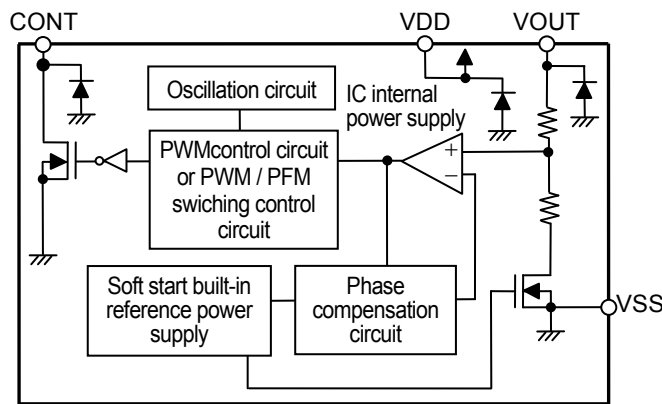 CONT
VDD
VOUT
Oscillation circuit
IC internal
power supply
PWMcontrol circuit
or PWM / PFM
swiching control
circuit
+
−
Soft start built-in
reference power
supply
Phase
compensation
circuit
VSS